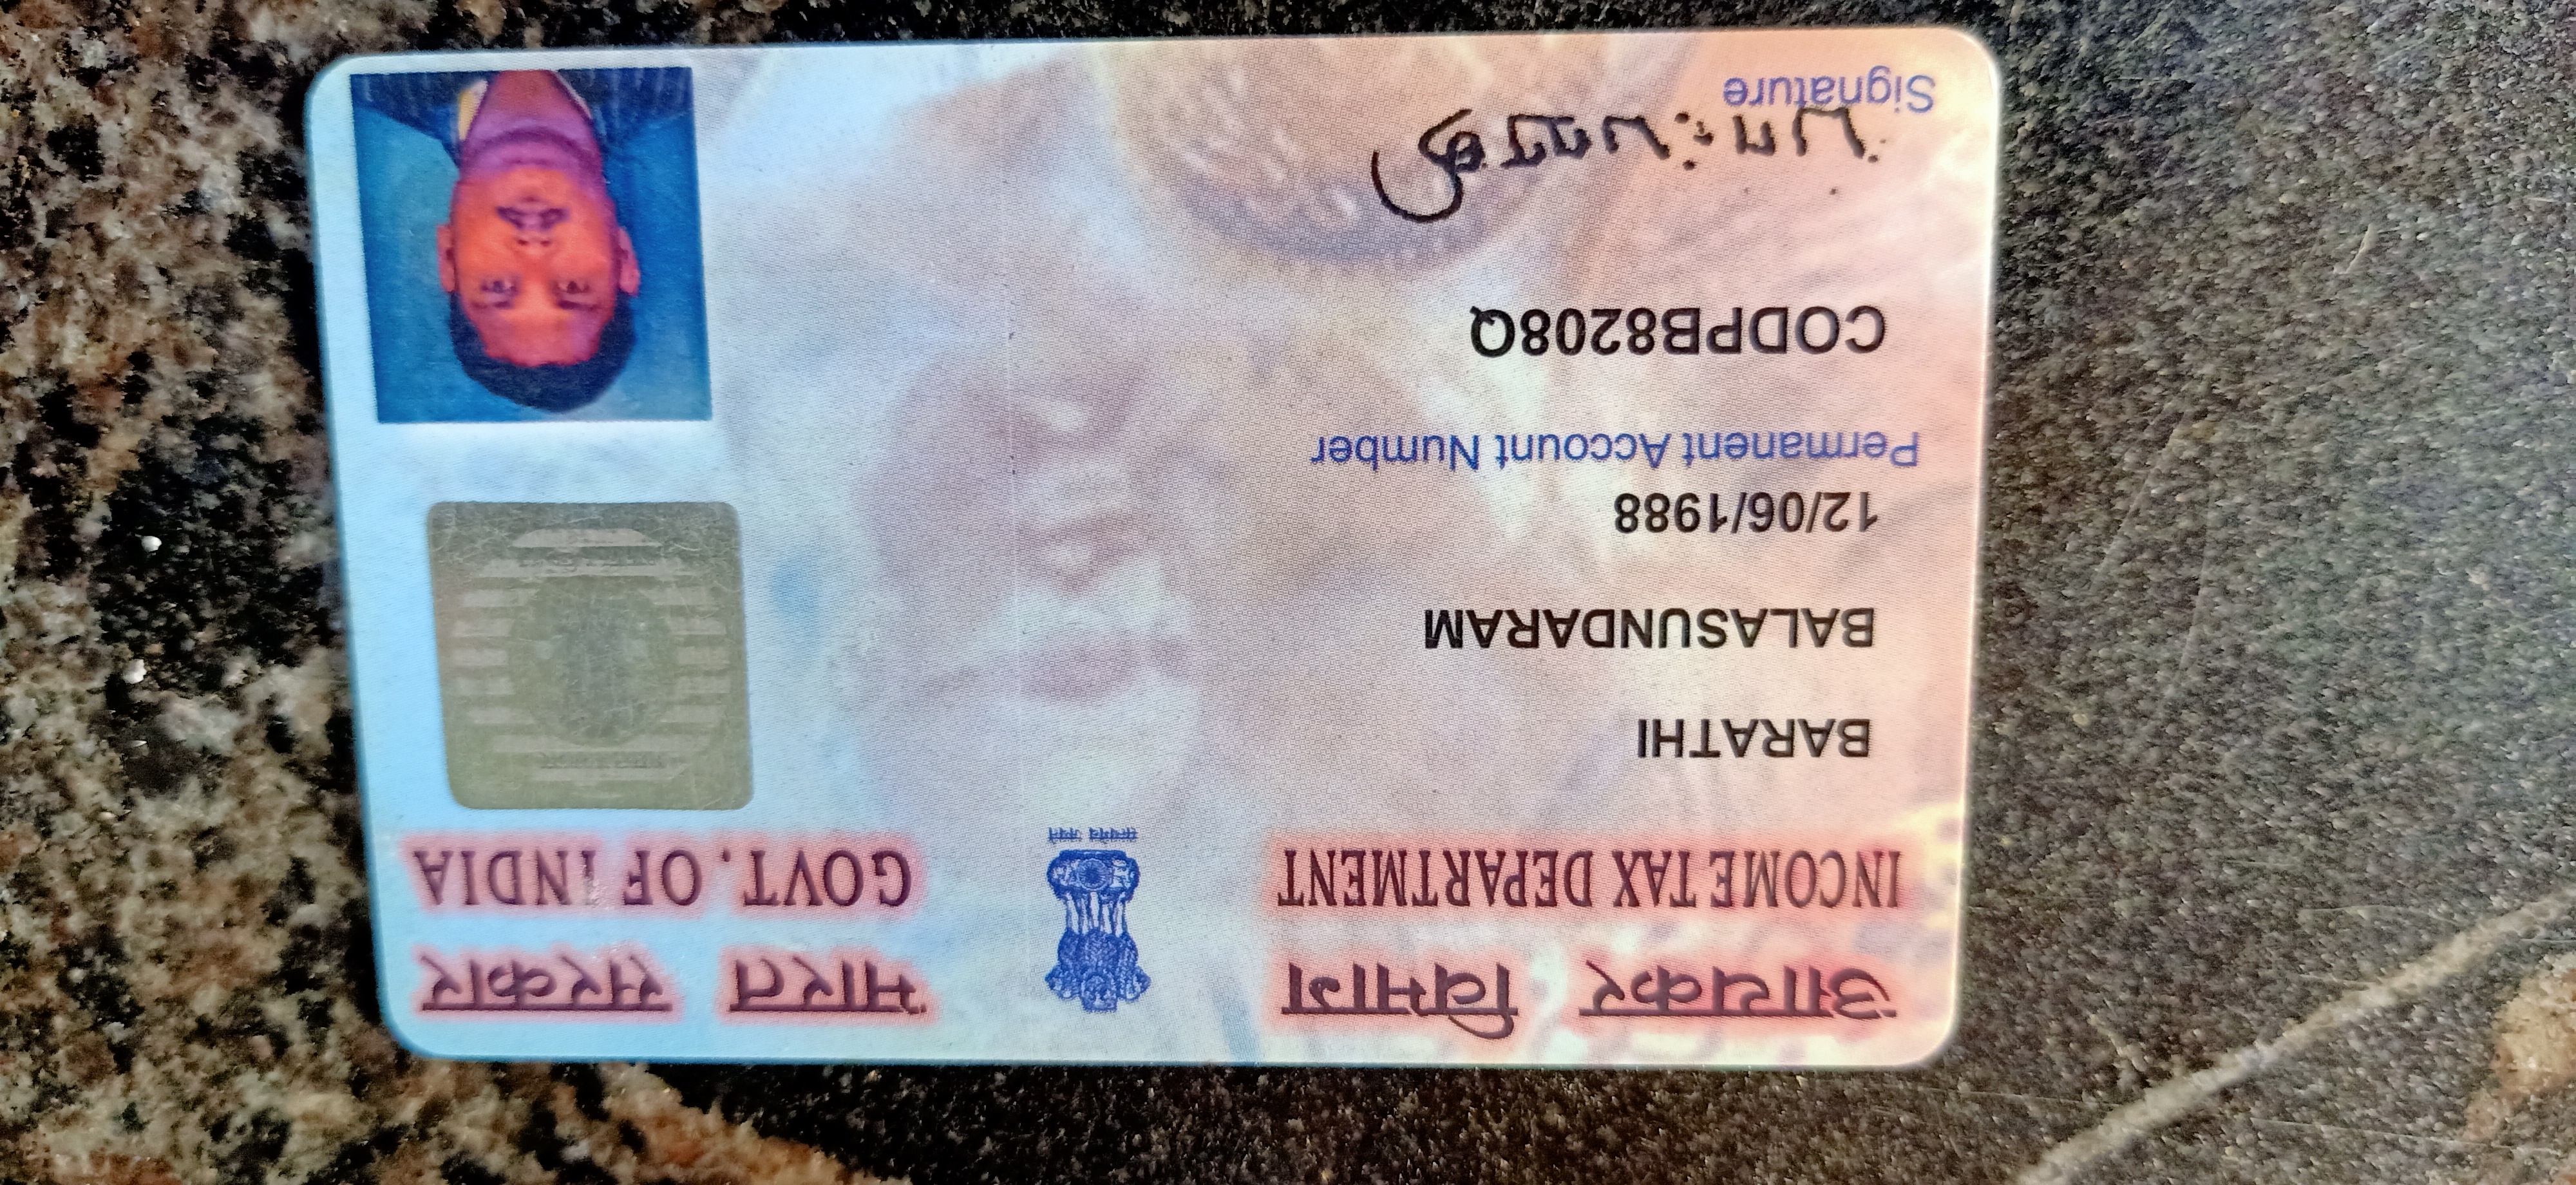 आयकर विभाग
INCOME TAX DEPARTMENT
सत्यमेव जयते
भारत सरकार
GOVT. OF INDIA
BARATHI
BALASUNDARAM
12/06/1988
Permanent Account Number
CODPB8208Q
Signature